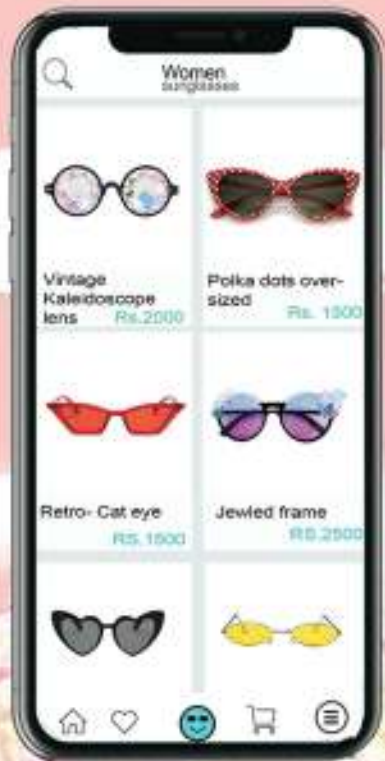 Women
sunglasses
Vintage
Kaleidoscope
lens Rs.2000
Polka dots over-
sized
Rs. 1500
Retro- Cat eye
RS.1500
Jewled frame
RS.2500